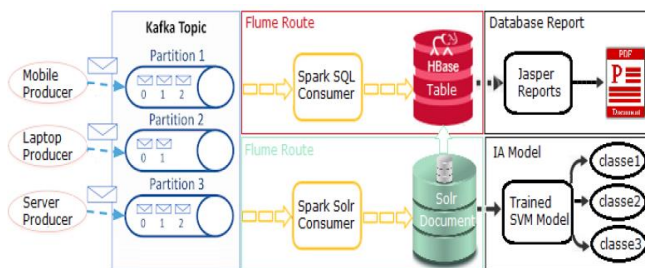 Kafka Topic
Flume Route
Database Report
Partition 1
Mobile
Producer
0 1 2
Spark SQL
Consumer
HBase
Table
Jasper
Reports
PDF
P
Document
Partition 2
Laptop
Producer
0 1
Flume Route
IA Model
Partition 3
Server
Producer
0 1 2
Spark Solr
Consumer
Solr
Document
Trained
SVM Model
classe1
classe2
classe3